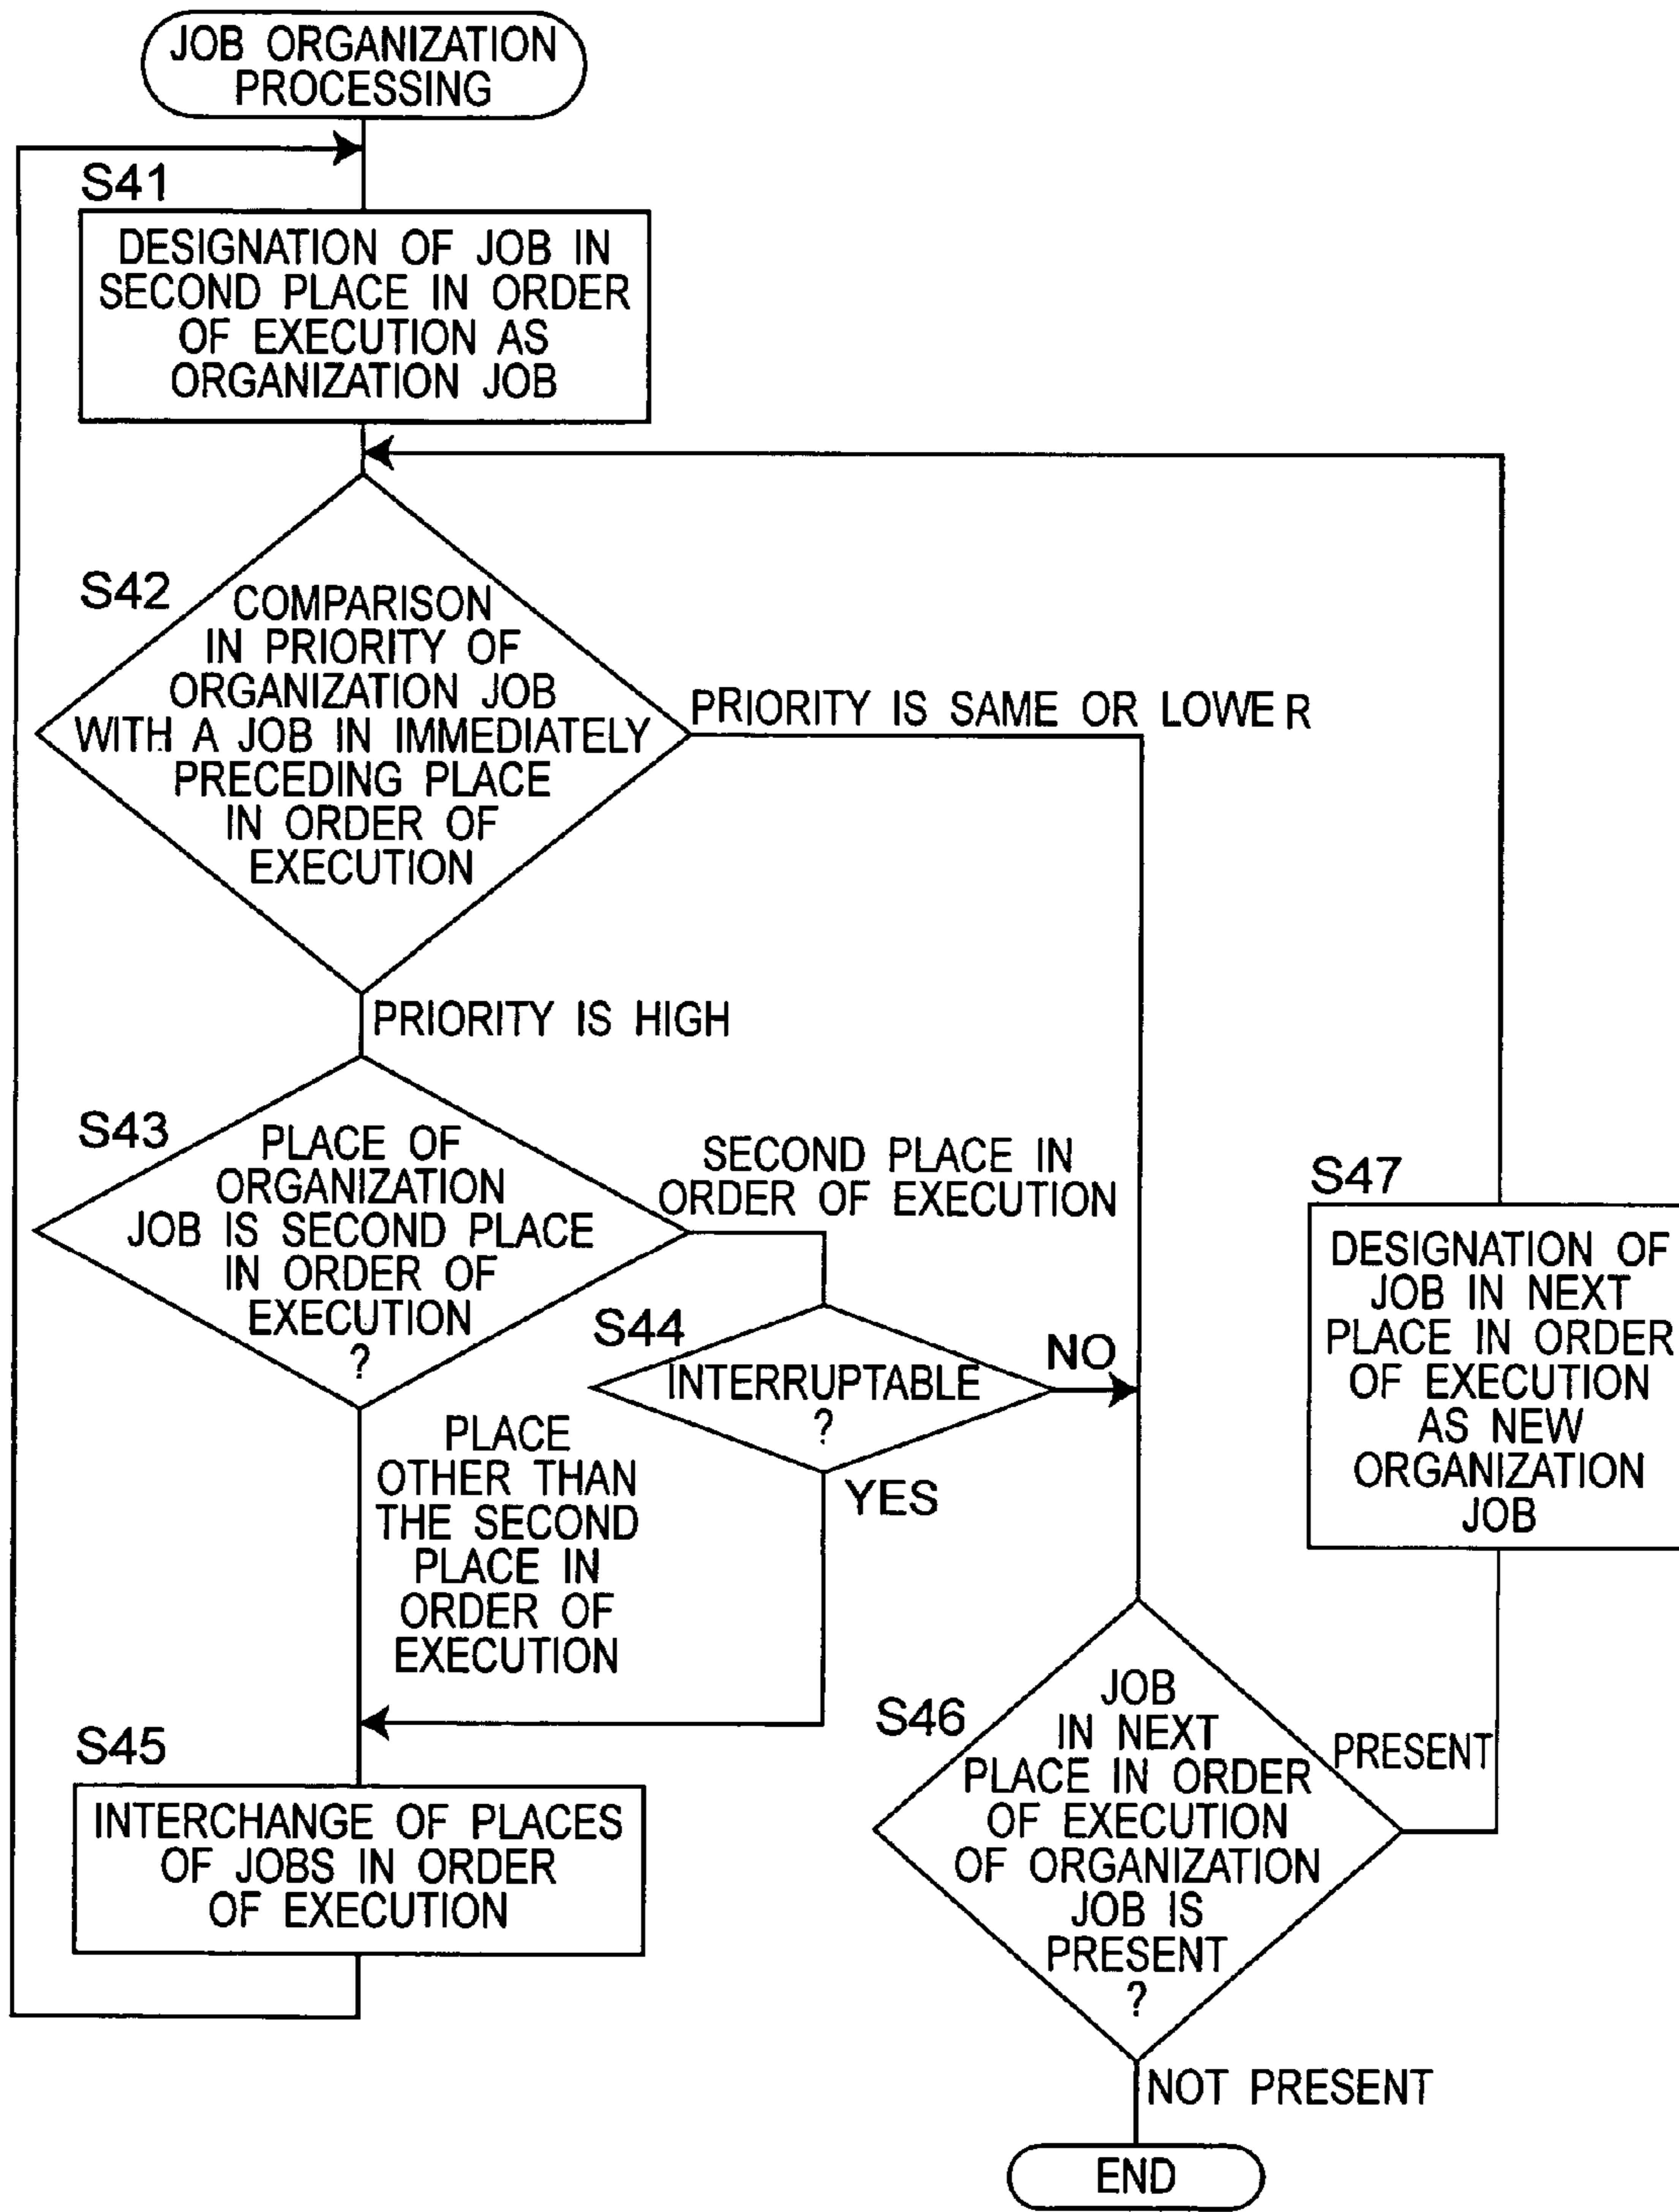 JOB ORGANIZATION
PROCESSING
S41
DESIGNATION OF JOB IN
SECOND PLACE IN ORDER
OF EXECUTION AS
ORGANIZATION JOB
S42
COMPARISON
IN PRIORITY OF
ORGANIZATION JOB
WITH A JOB IN IMMEDIATELY
PRECEDING PLACE
IN ORDER OF
EXECUTION
PRIORITY IS SAME OR LOWER
PRIORITY IS HIGH
S43
PLACE OF
ORGANIZATION
JOB IS SECOND PLACE
IN ORDER OF
EXECUTION
?
SECOND PLACE IN
ORDER OF EXECUTION
S44
INTERRUPTABLE
?
NO
YES
PLACE
OTHER THAN
THE SECOND
PLACE IN
ORDER OF
EXECUTION
S45
INTERCHANGE OF PLACES
OF JOBS IN ORDER
OF EXECUTION
S46
JOB
IN NEXT
PLACE IN ORDER
OF EXECUTION
OF ORGANIZATION
JOB IS
PRESENT
?
PRESENT
S47
DESIGNATION OF
JOB IN NEXT
PLACE IN ORDER
OF EXECUTION
AS NEW
ORGANIZATION
JOB
NOT PRESENT
END